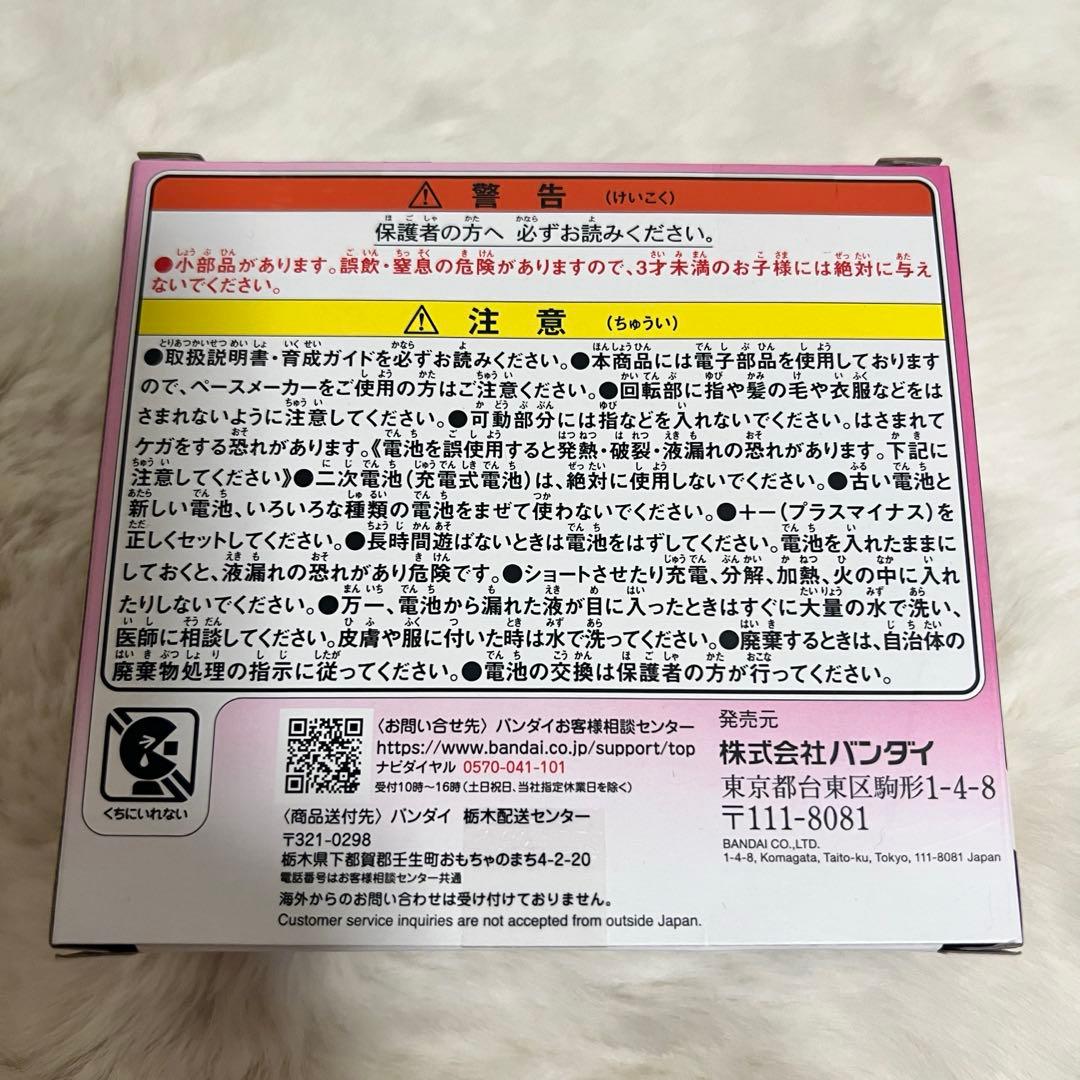 ⚠ 警告 (けいこく)
保護者の方へ 必ずお読みください。
●小部品があります。誤飲・窒息の危険がありますので、3才未満のお子様には絶対に与え
ないでください。
⚠ 注意 (ちゅうい)
●取扱説明書・育成ガイドを必ずお読みください。●本商品には電子部品を使用しております
ので、ペースメーカーをご使用の方はご注意ください。●回転部に指や髪の毛や衣服などをは
さまれないように注意してください。●可動部分には指などを入れないでください。はさまれて
ケガをする恐れがあります。《電池を誤使用すると発熱・破裂・液漏れの恐れがあります。下記に
注意してください》●二次電池(充電式電池)は、絶対に使用しないでください。●古い電池と
新しい電池、いろいろな種類の電池をまぜて使わないでください。●+-(プラスマイナス)を
正しくセットしてください。●長時間遊ばないときは電池をはずしてください。電池を入れたままに
しておくと、液漏れの恐れがあり危険です。●ショートさせたり充電、分解、加熱、火の中に入れ
たりしないでください。●万一、電池から漏れた液が目に入ったときはすぐに大量の水で洗い、
医師に相談してください。皮膚や服に付いた時は水で洗ってください。●廃棄するときは、自治体の
廃棄物処理の指示に従ってください。●電池の交換は保護者の方が行ってください。
くちにいれない
〈お問い合せ先〉バンダイお客様相談センター
https://www.bandai.co.jp/support/top
ナビダイヤル 0570-041-101
受付10時～16時(土日祝日、当社指定休業日を除く)
〈商品送付先〉バンダイ 栃木配送センター
〒321-0298
栃木県下都賀郡壬生町おもちゃのまち4-2-20
電話番号はお客様相談センター共通
海外からのお問い合わせは受け付けておりません。
Customer service inquiries are not accepted from outside Japan.
発売元
株式会社バンダイ
東京都台東区駒形1-4-8
〒111-8081
BANDAI CO.,LTD.
1-4-8, Komagata, Taito-ku, Tokyo, 111-8081 Japan